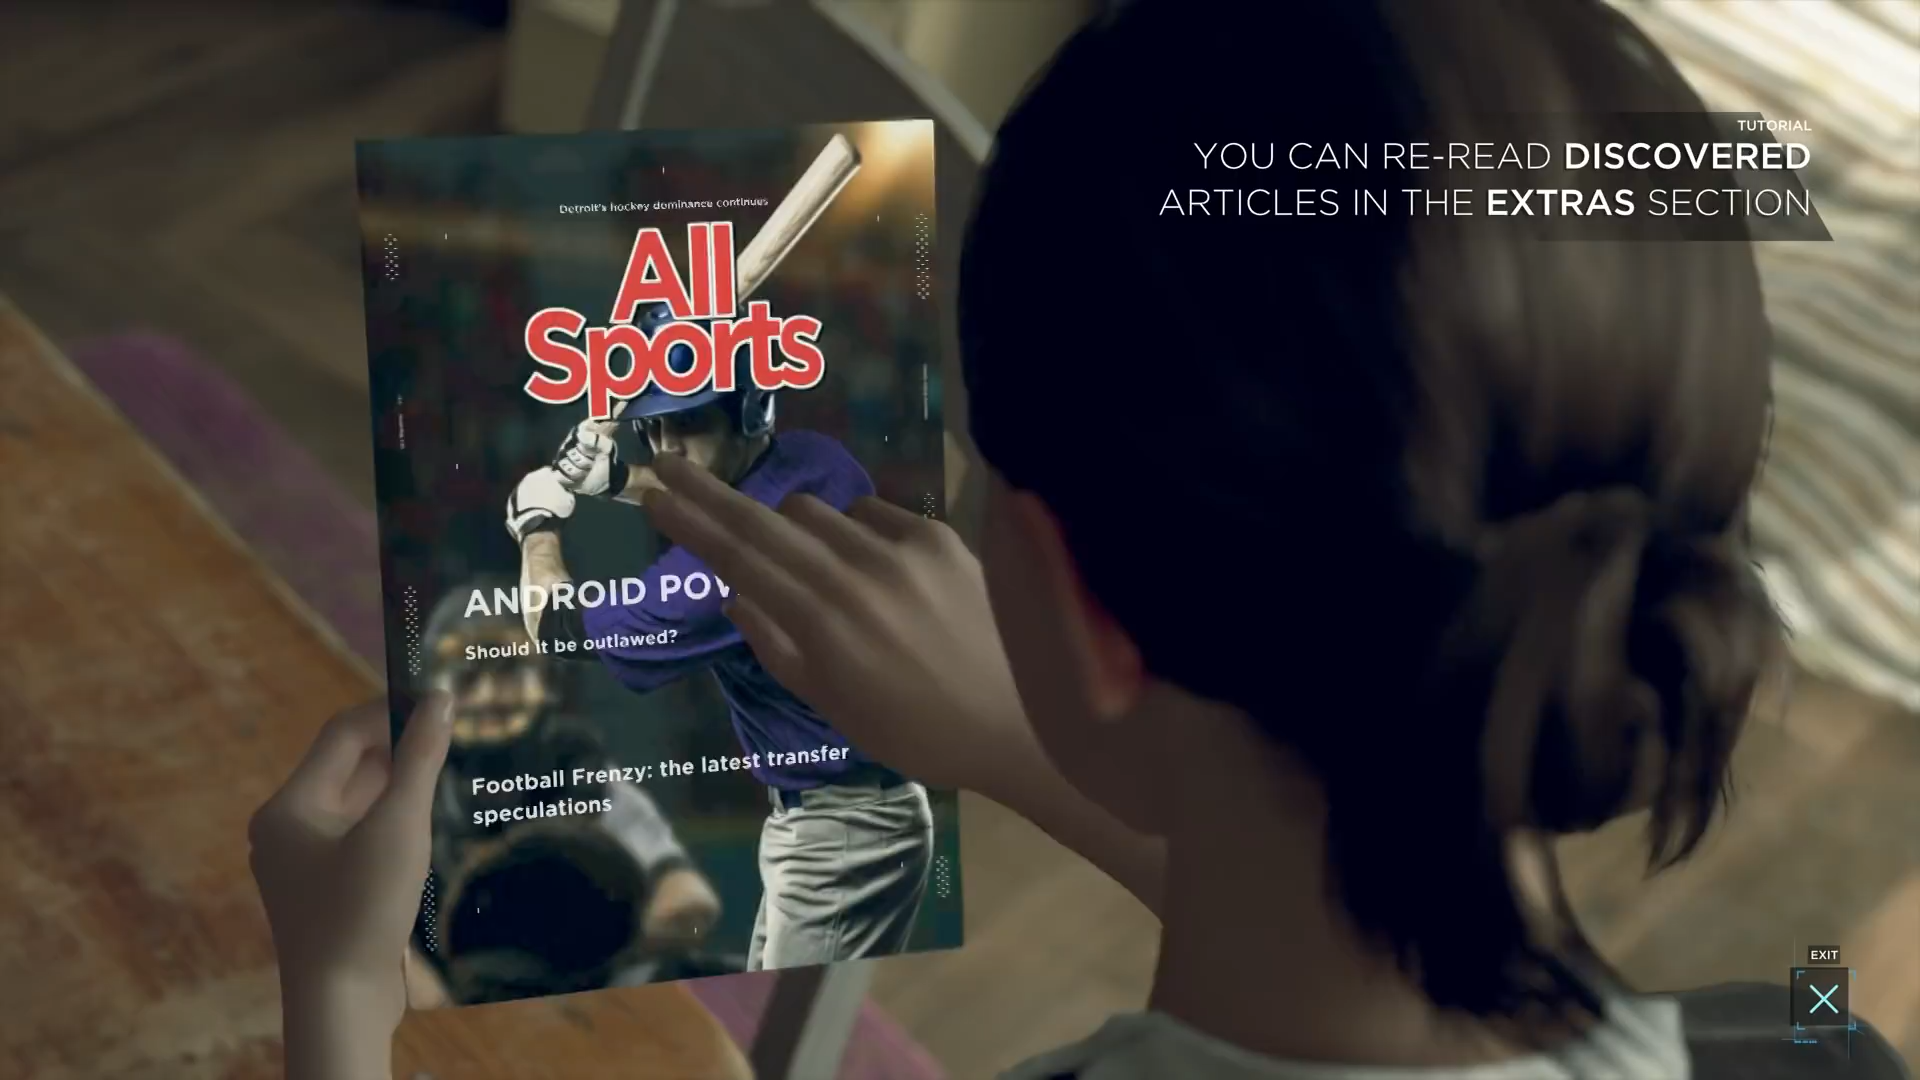 TUTORIAL
YOU CAN RE-READ DISCOVERED
ARTICLES IN THE EXTRAS SECTION
Detroit's hockey dominance continues
All
Sports
ANDROID
Should it be outlawed?
Football Frenzy: the latest transfer
speculations
EXIT